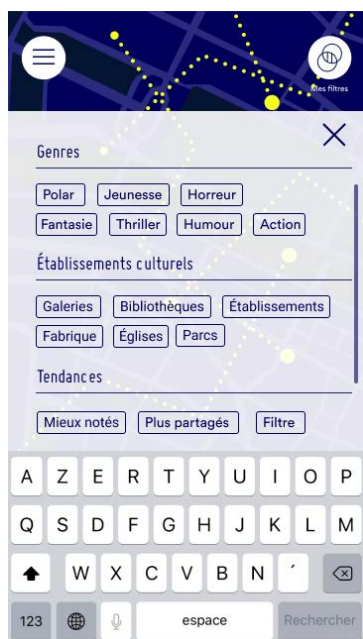 Mes filtres
Genres
Polar Jeunesse Horreur
Fantasie Thriller Humour Action
Établissements culturels
Galeries Bibliothèques Établissements
Fabrique Églises Parcs
Tendances
Mieux notés Plus partagés Filtre
A Z E R T Y U I O P
Q S D F G H J K L M
W X C V B N ´
123 espace Rechercher